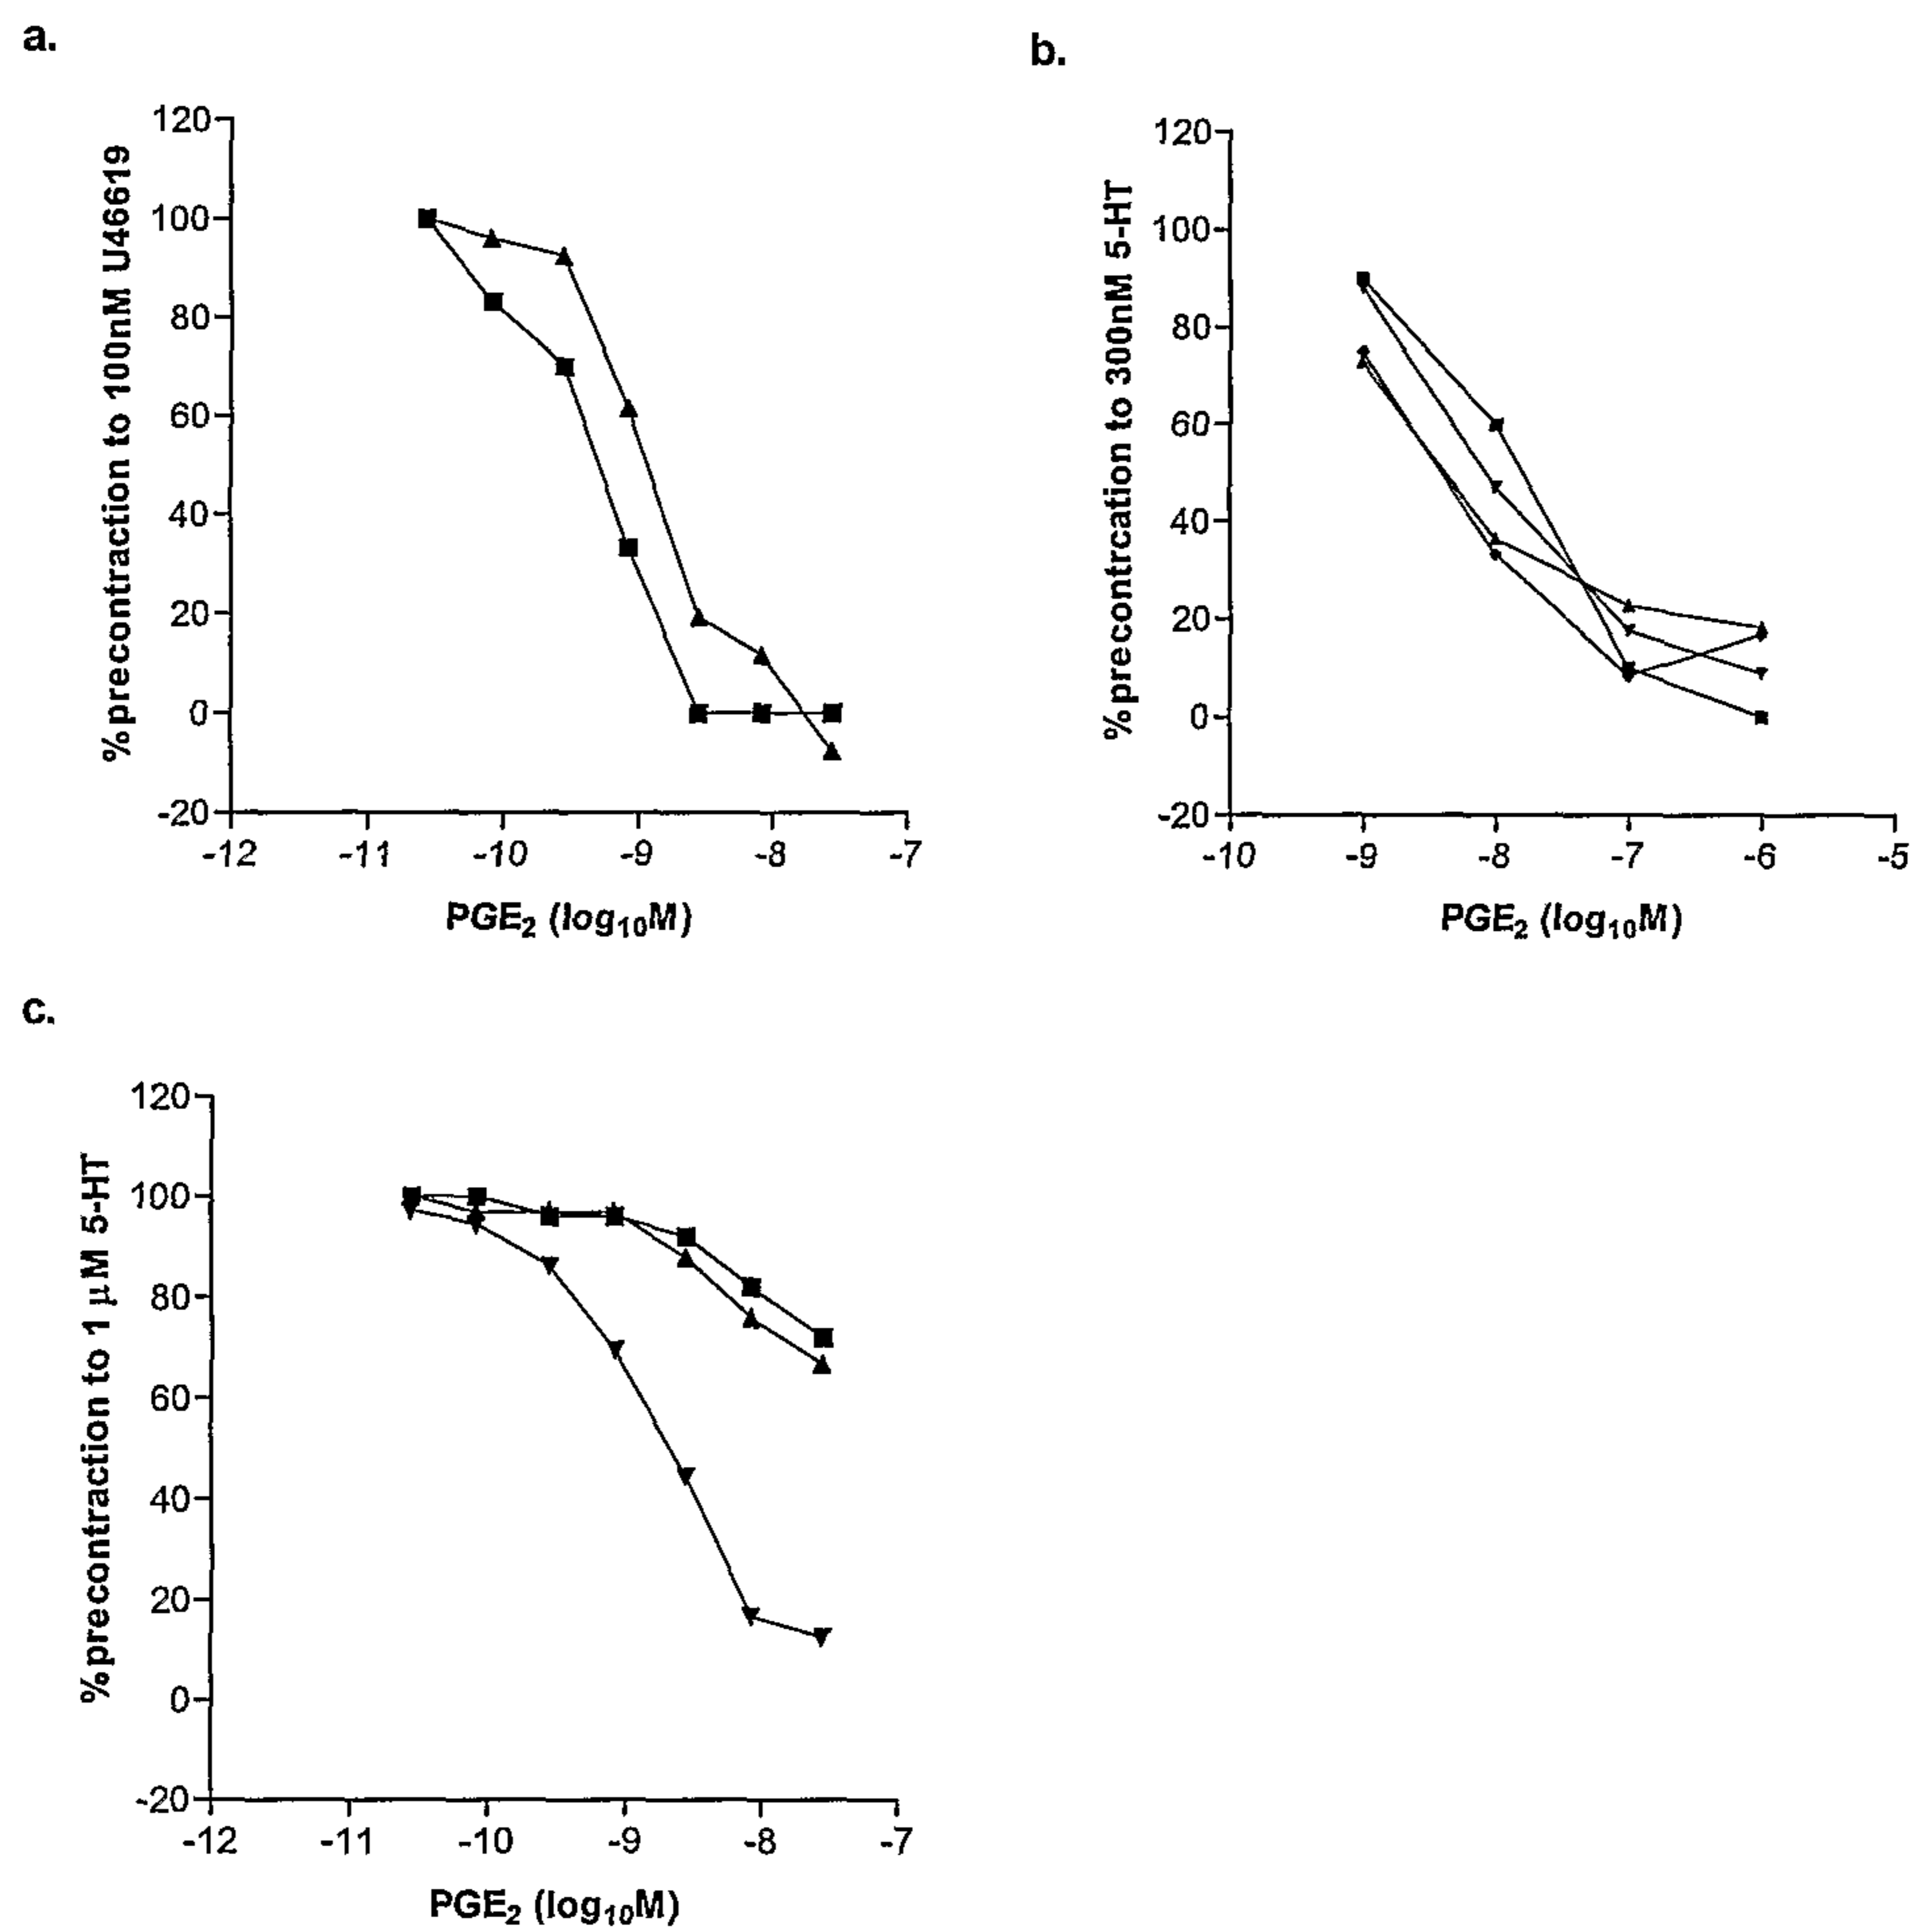 a.
% precontraction to 100nM U46619
120
100
80
60
40
20
0
-20
-12 -11 -10 -9 -8 -7
PGE₂ (log₁₀M)
b.
% precontrcation to 300nM 5-HT
120
100
80
60
40
20
0
-20
-10 -9 -8 -7 -6 -5
PGE₂ (log₁₀M)
c.
% precontraction to 1 µM 5-HT
120
100
80
60
40
20
0
-20
-12 -11 -10 -9 -8 -7
PGE₂ (log₁₀M)